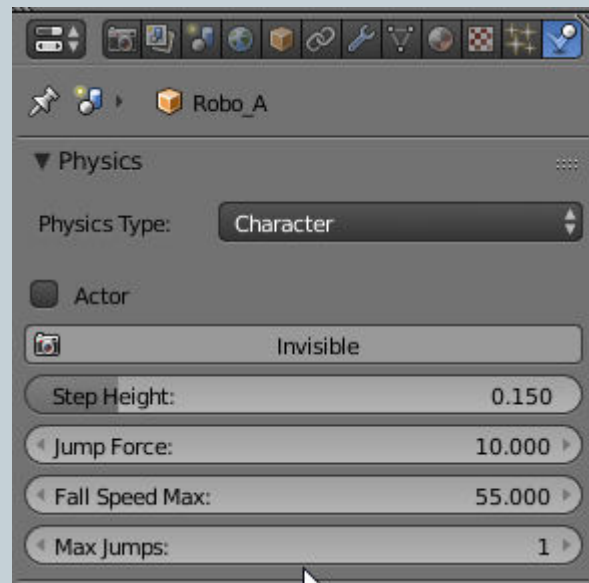 Robo_A
Physics
Physics Type: Character
Actor
Invisible
Step Height: 0.150
Jump Force: 10.000
Fall Speed Max: 55.000
Max Jumps: 1